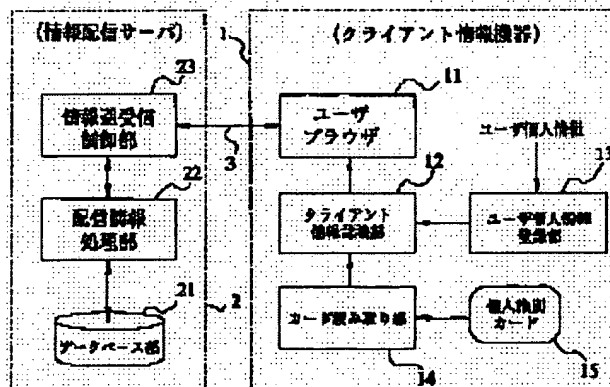 (情報配信サーバ)
1
(クライアント情報機器)
23
情報送受信
制御部
3
11
ユーザ
ブラウザ
ユーザ個人情報
22
配信情報
処理部
12
クライアント
情報認識部
13
ユーザ個人情報
登録部
21
データベース部
2
カード読み取り部
14
個人識別
カード
15